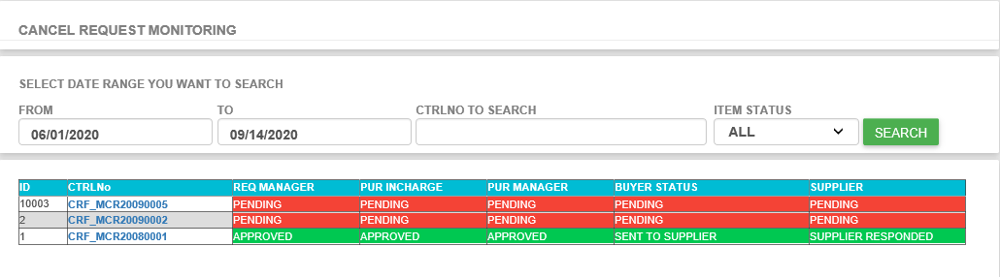 CANCEL REQUEST MONITORING
SELECT DATE RANGE YOU WANT TO SEARCH
FROM TO CTRLNO TO SEARCH ITEM STATUS
06/01/2020 09/14/2020 ALL SEARCH
ID CTRLNo REQ MANAGER PUR INCHARGE PUR MANAGER BUYER STATUS SUPPLIER
10003 CRF_MCR20090005 PENDING PENDING PENDING PENDING PENDING
2 CRF_MCR20090002 PENDING PENDING PENDING PENDING PENDING
1 CRF_MCR20080001 APPROVED APPROVED APPROVED SENT TO SUPPLIER SUPPLIER RESPONDED